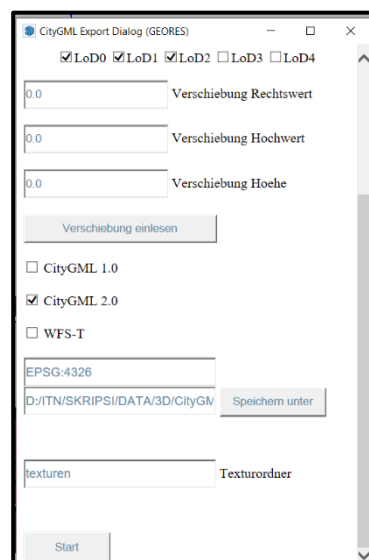 CityGML Export Dialog (GEORES)
LoD0 LoD1 LoD2 LoD3 LoD4
0.0 Verschiebung Rechtswert
0.0 Verschiebung Hochwert
0.0 Verschiebung Hoehe
Verschiebung einlesen
CityGML 1.0
CityGML 2.0
WFS-T
EPSG:4326
D:/ITN/SKRIPSI/DATA/3D/CityGM Speichern unter
texturen Texturordner
Start